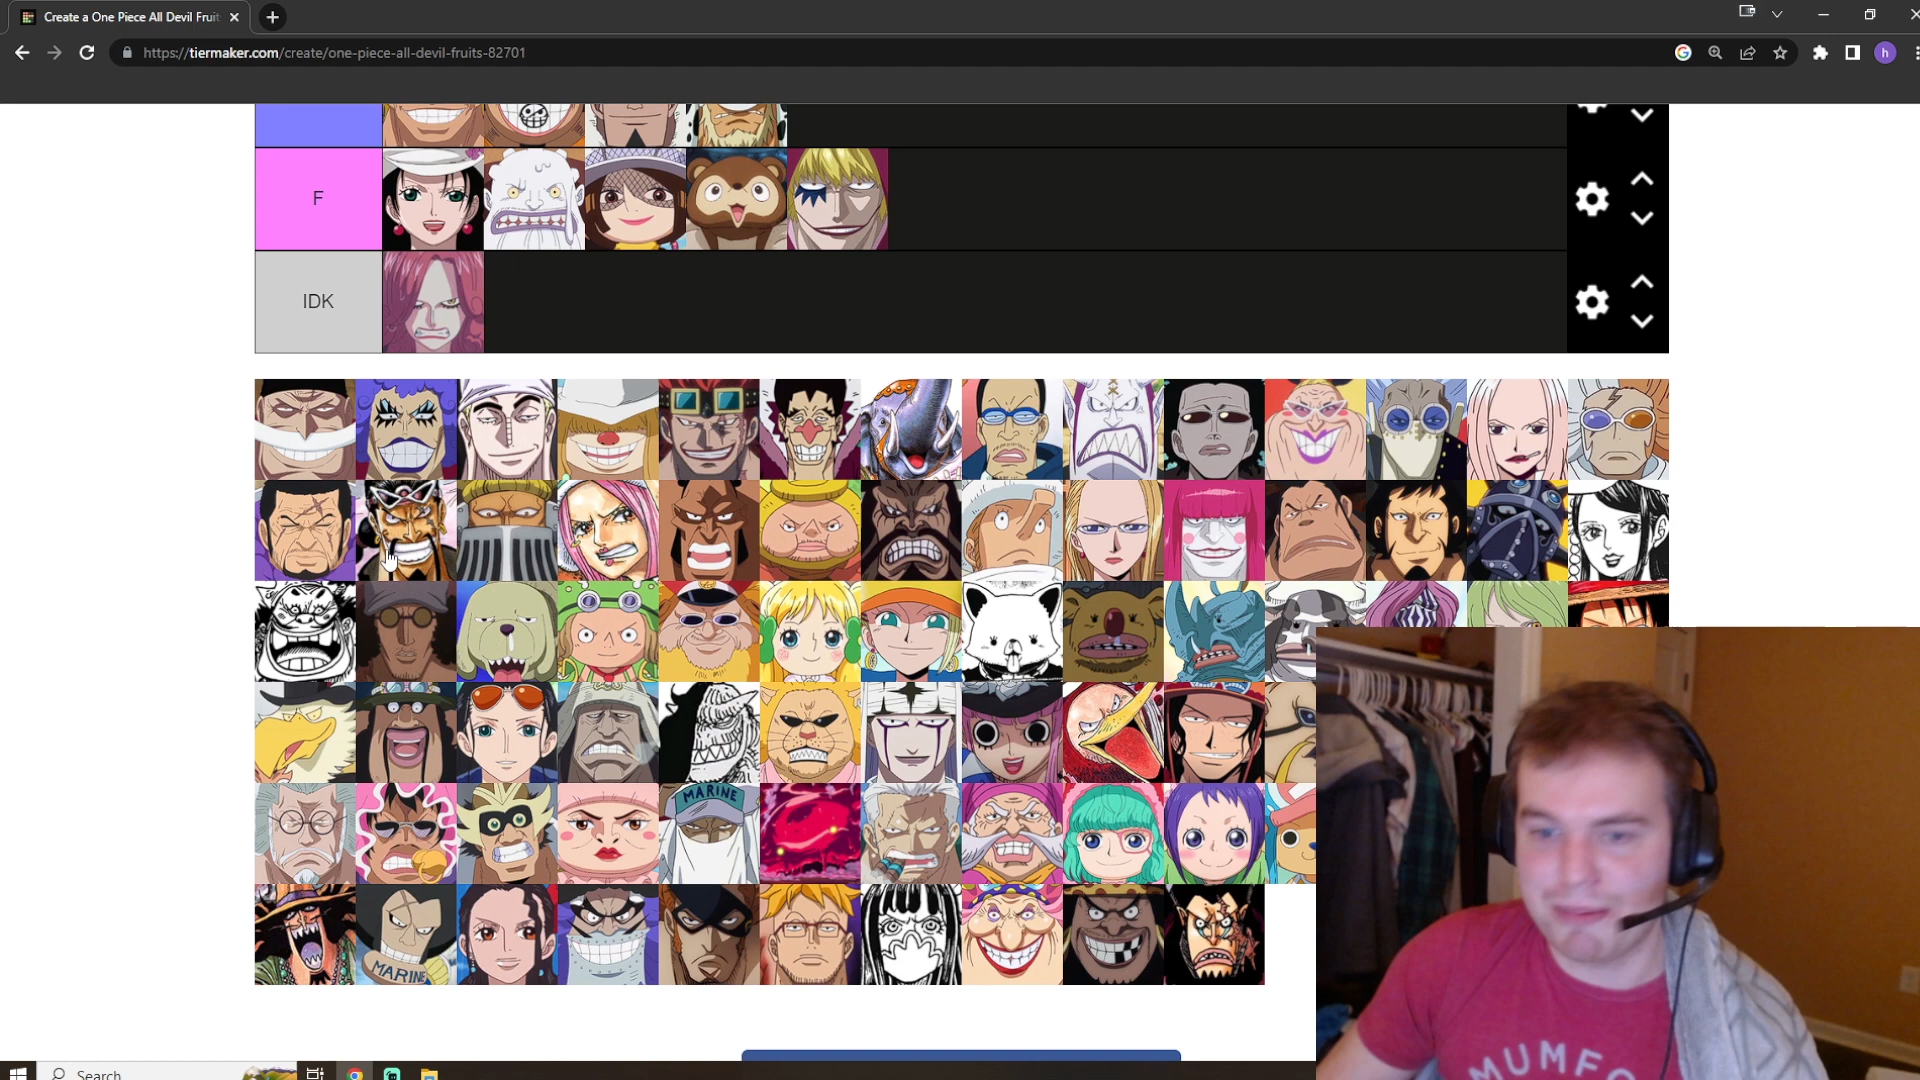 Create a One Piece All Devil Fruit
https://tiermaker.com/create/one-piece-all-devil-fruits-82701
h
F
IDK
MARINE
MARINE
Search
MUMFO